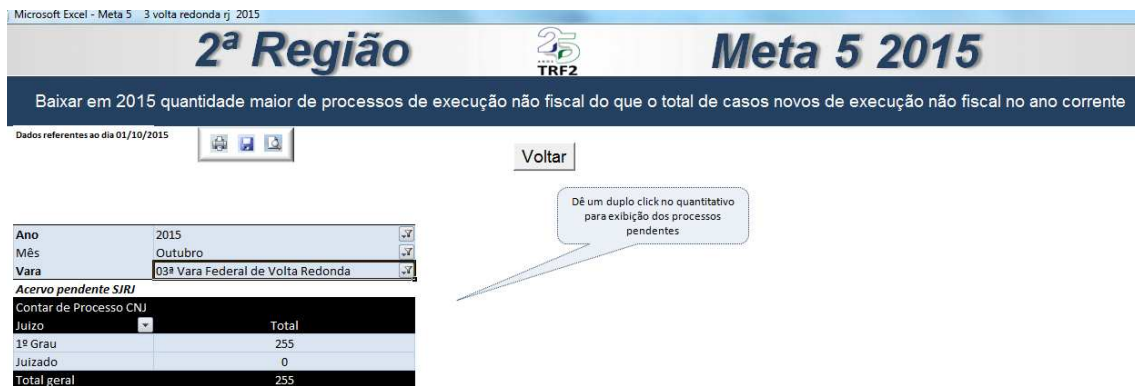 Microsoft Excel - Meta 5 3 volta redonda rj 2015
2ª Região
25
TRF2
Meta 5 2015
Baixar em 2015 quantidade maior de processos de execução não fiscal do que o total de casos novos de execução não fiscal no ano corrente
Dados referentes ao dia 01/10/2015
Voltar
Dê um duplo click no quantitativo
para exibição dos processos
pendentes
Ano 2015
Mês Outubro
Vara 03ª Vara Federal de Volta Redonda
Acervo pendente SJRJ
Contar de Processo CNJ
Juizo Total
1º Grau 255
Juizado 0
Total geral 255